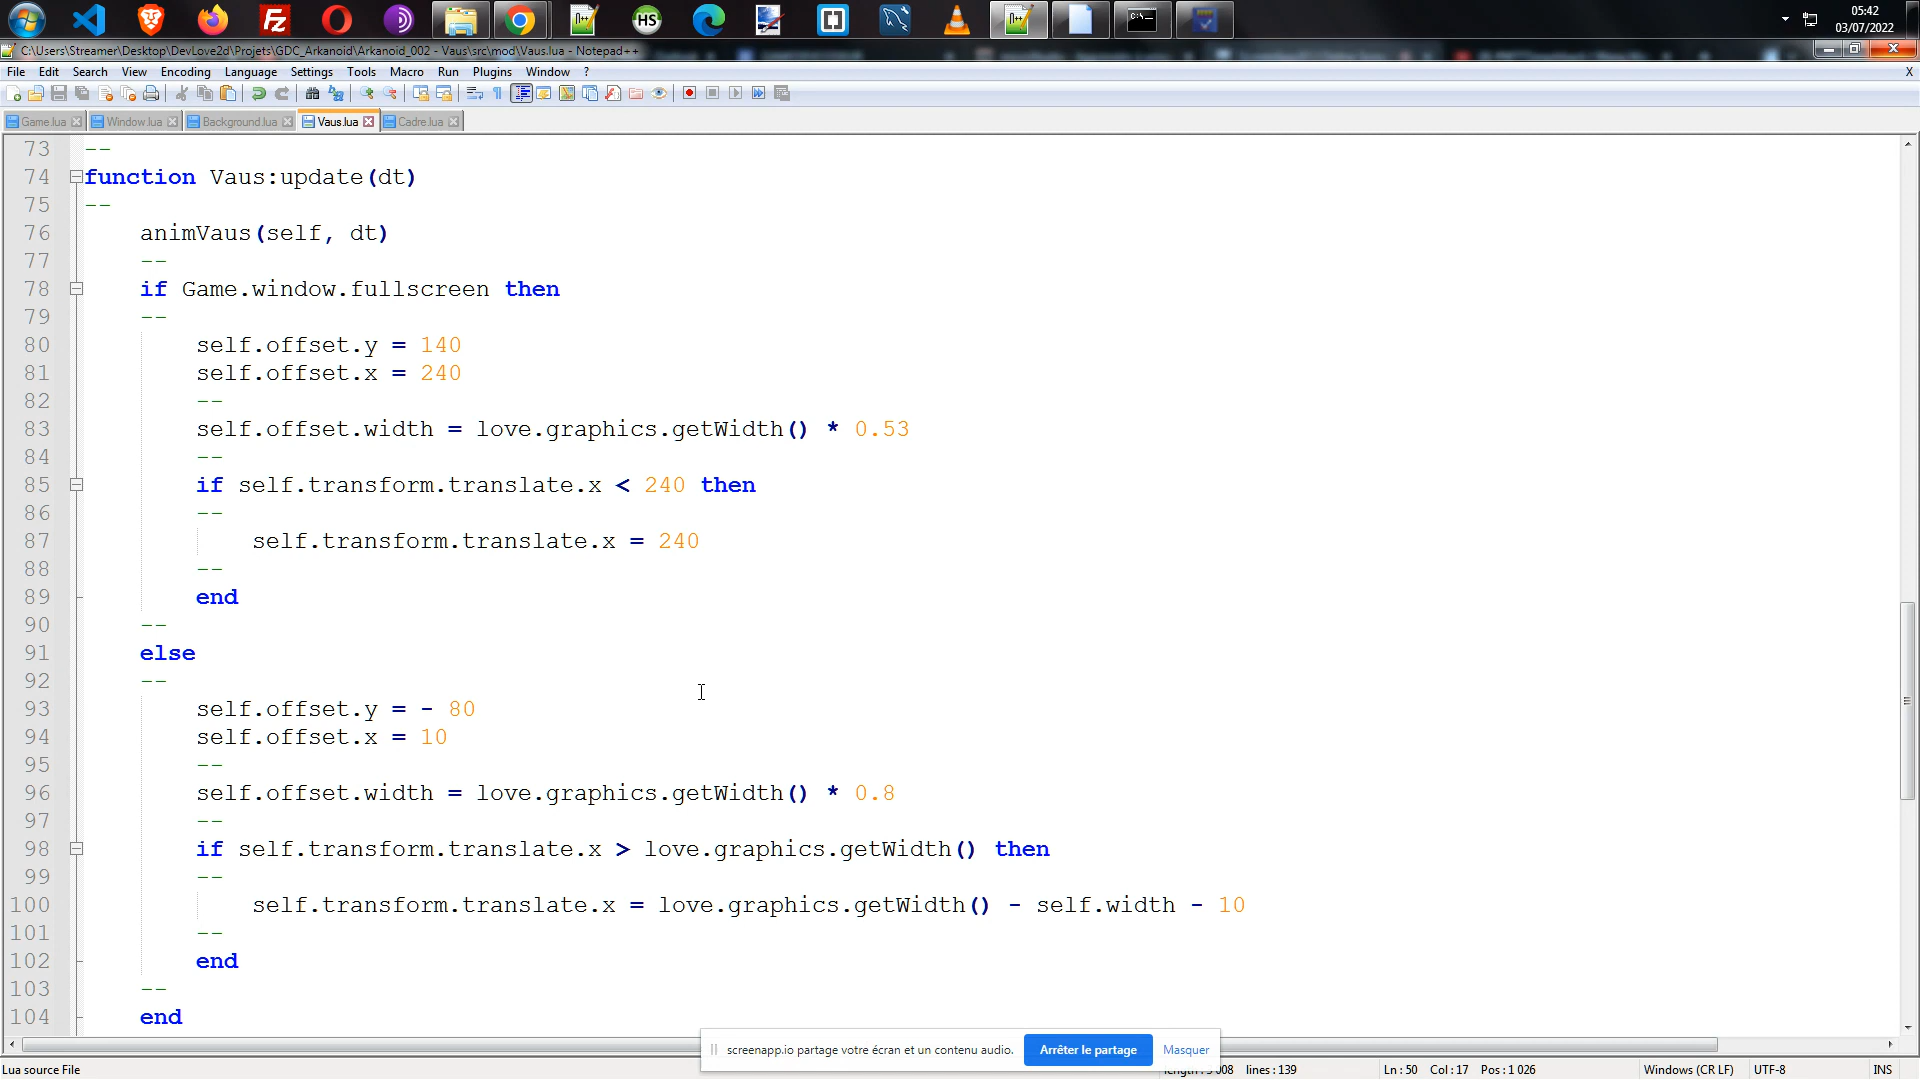 05:42
03/07/2022
C:\Users\Streamer\Desktop\DevLove2d\Projets\GDC_Arkanoid\Arkanoid_002 - Vaus\src\mod\Vaus.lua - Notepad++
File Edit Search View Encoding Language Settings Tools Macro Run Plugins Window ? X
Game.lua Window.lua Background.lua Vaus.lua Cadre.lua
73 --
74 function Vaus:update(dt)
75 --
76 animVaus(self, dt)
77 --
78 if Game.window.fullscreen then
79 --
80 self.offset.y = 140
81 self.offset.x = 240
82 --
83 self.offset.width = love.graphics.getWidth() * 0.53
84 --
85 if self.transform.translate.x < 240 then
86 --
87 self.transform.translate.x = 240
88 --
89 end
90 --
91 else
92 --
93 self.offset.y = - 80
94 self.offset.x = 10
95 --
96 self.offset.width = love.graphics.getWidth() * 0.8
97 --
98 if self.transform.translate.x > love.graphics.getWidth() then
99 --
100 self.transform.translate.x = love.graphics.getWidth() - self.width - 10
101 --
102 end
103 --
104 end
screenapp.io partage votre écran et un contenu audio. Arrêter le partage Masquer
Lua source File lines : 139 Ln : 50 Col : 17 Pos : 1 026 Windows (CR LF) UTF-8 INS